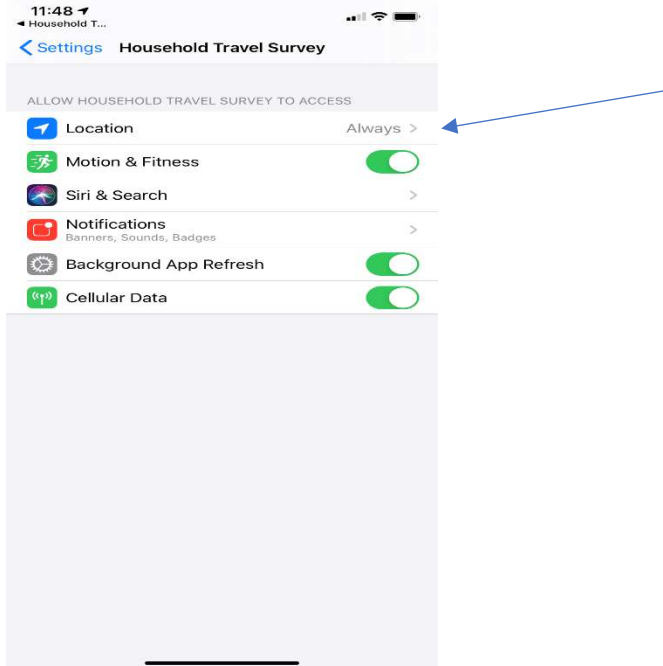 11:48
Household T...
Settings Household Travel Survey
ALLOW HOUSEHOLD TRAVEL SURVEY TO ACCESS
Location Always
Motion & Fitness
Siri & Search
Notifications
Banners, Sounds, Badges
Background App Refresh
Cellular Data